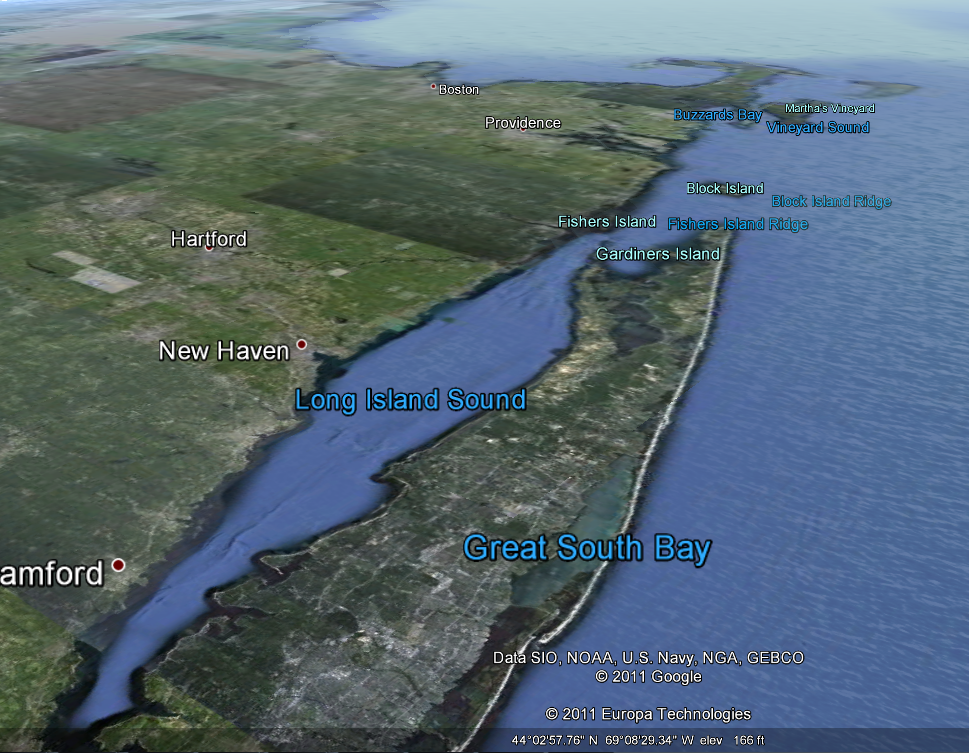 Boston
Providence
Buzzards Bay
Martha's Vineyard
Vineyard Sound
Block Island
Block Island Ridge
Fishers Island
Fishers Island Ridge
Hartford
Gardiners Island
New Haven
Long Island Sound
Great South Bay
amford
Data SIO, NOAA, U.S. Navy, NGA, GEBCO
© 2011 Google
© 2011 Europa Technologies
44°02'57.76" N 69°08'29.34" W elev 166 ft